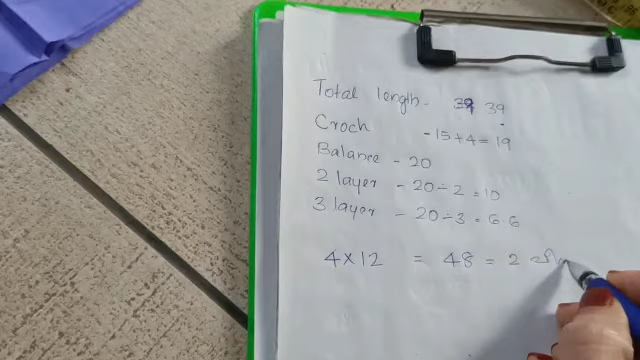 Total length - 39 39
Croch - 15+4= 19
Balance - 20
2 layer - 20÷2 = 10
3 layer - 20÷3 = 6.6
4×12 = 48 = 2